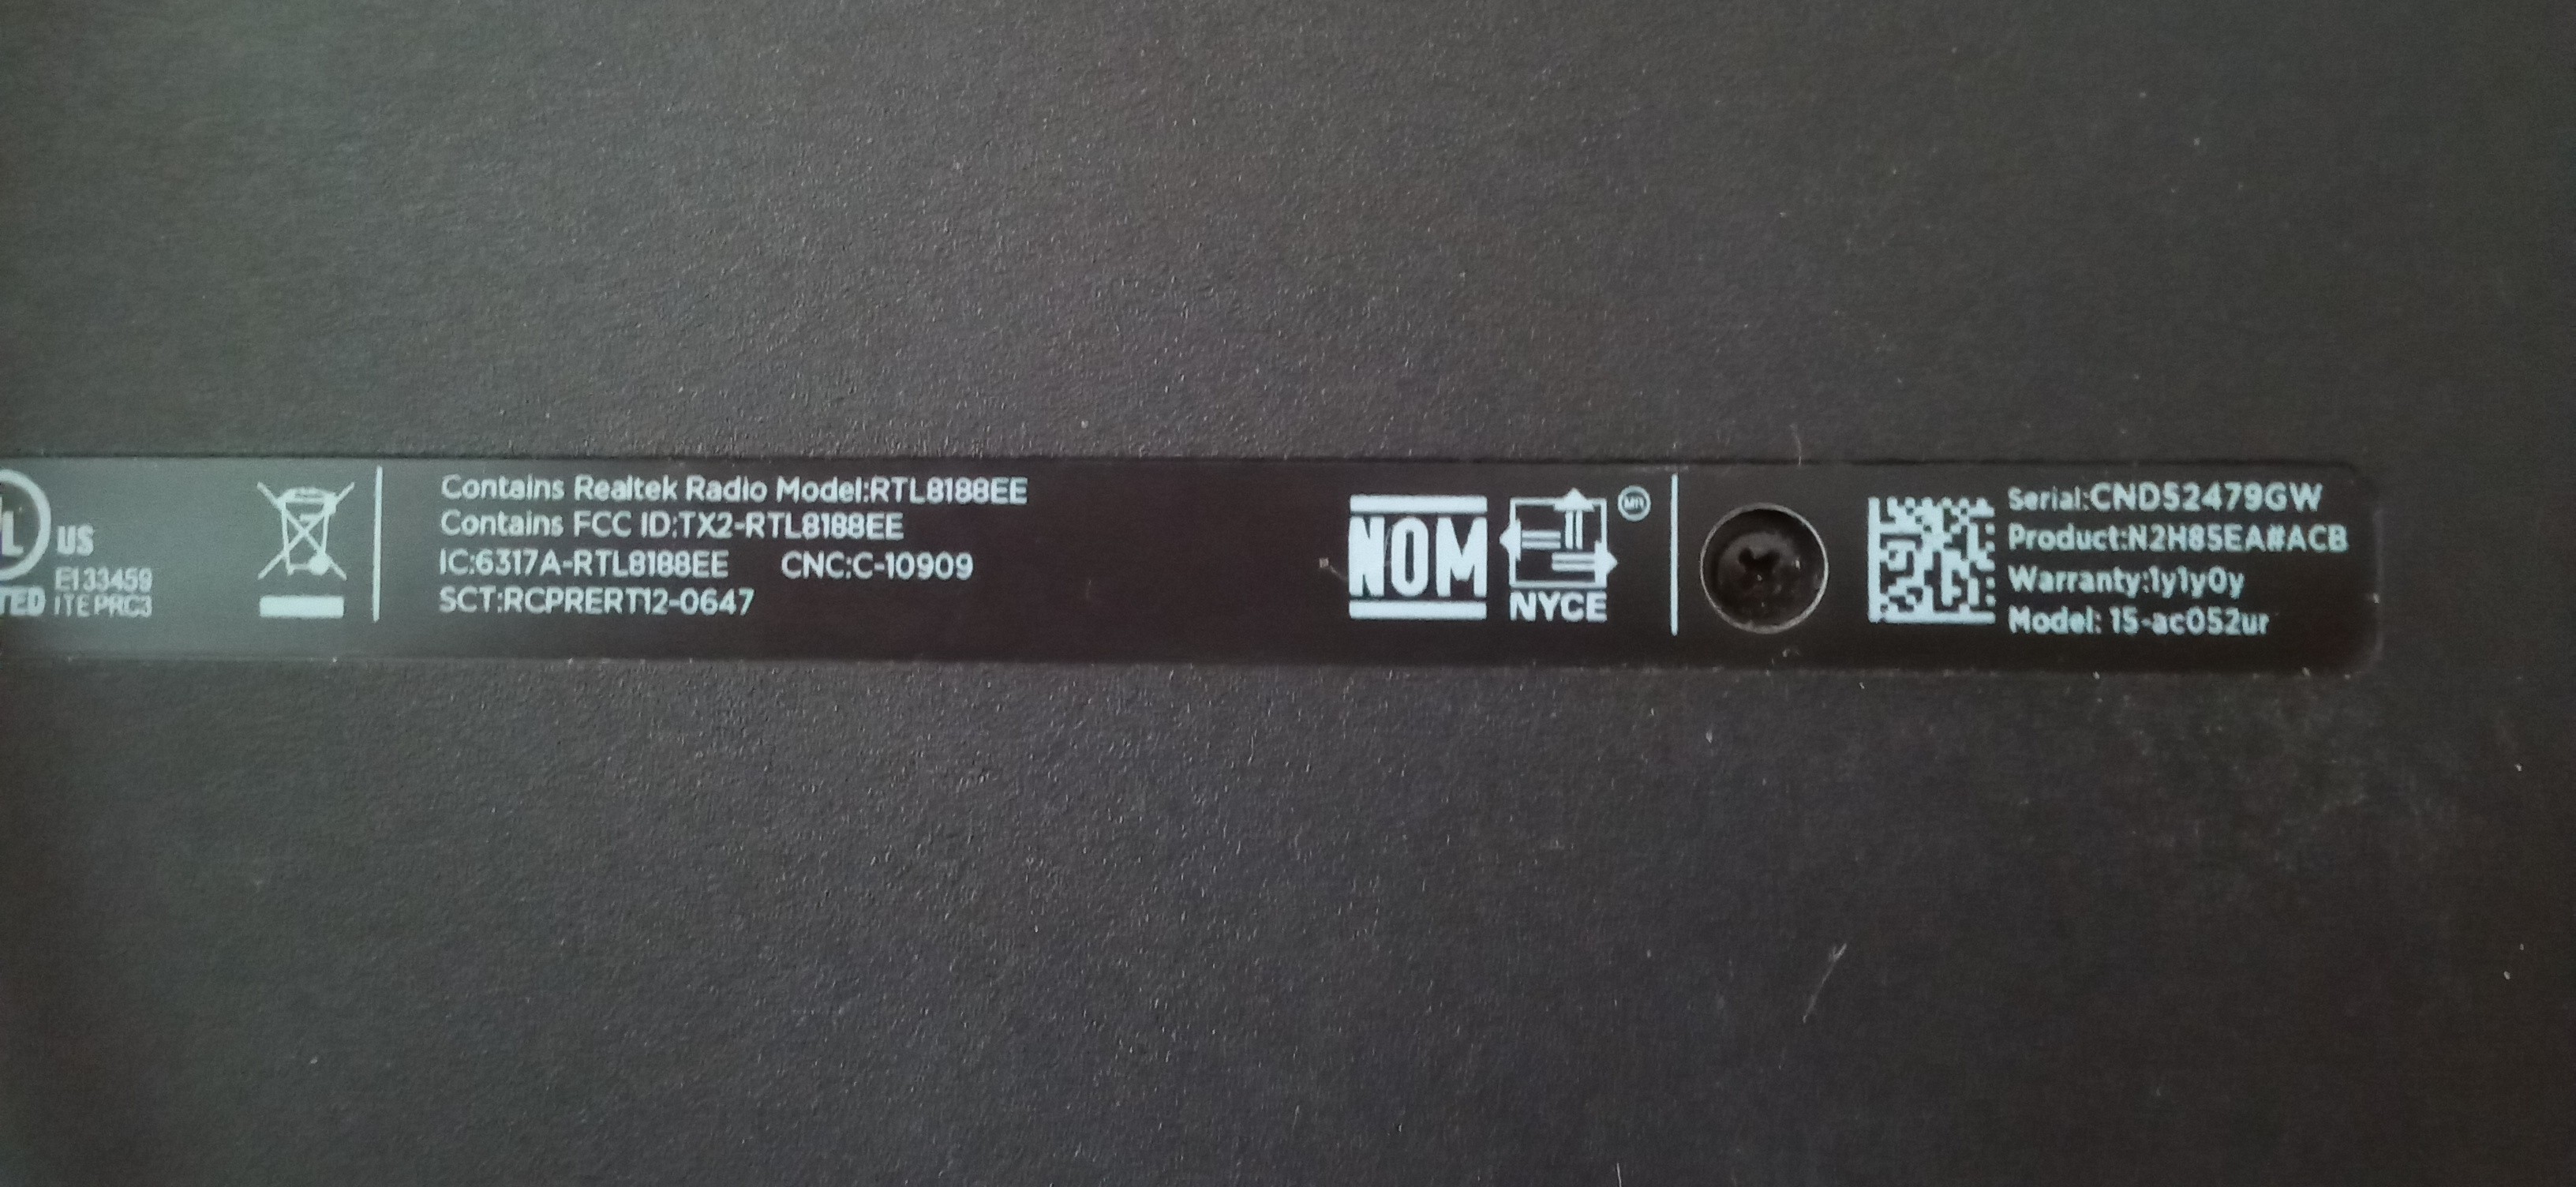 US
E133459
ITE PRC3
Contains Realtek Radio Model:RTL8188EE
Contains FCC ID:TX2-RTL8188EE
IC:6317A-RTL8188EE CNC:C-10909
SCT:RCPRERT12-0647
NOM
NYCE
MR
Serial:CND52479GW
Product:N2H85EA#ACB
Warranty:1y1y0y
Model: 15-ac052ur